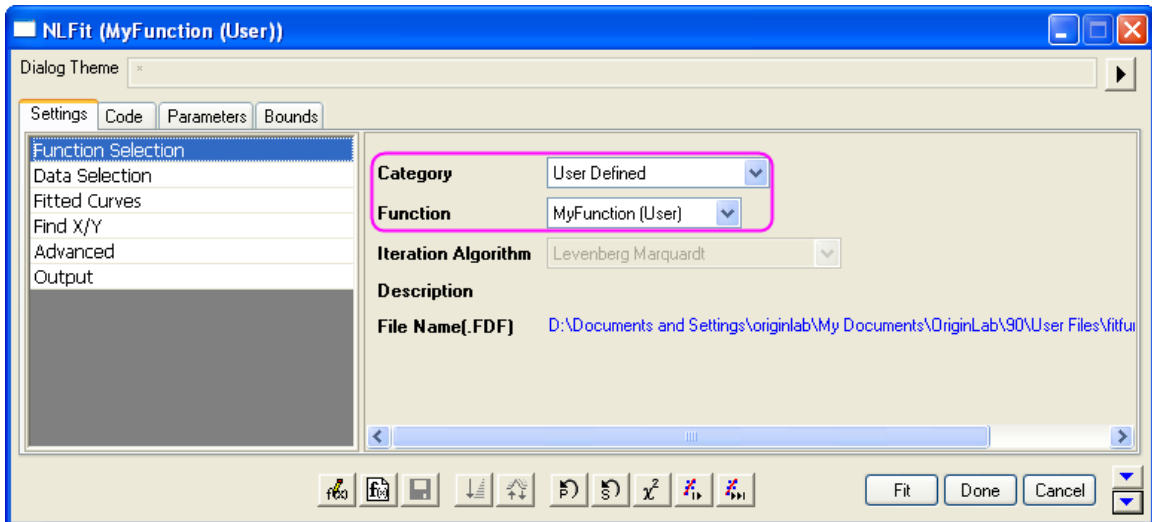 NLFit (MyFunction (User))
Dialog Theme *
Settings Code Parameters Bounds
Function Selection
Data Selection
Fitted Curves
Find X/Y
Advanced
Output
Category User Defined
Function MyFunction (User)
Iteration Algorithm Levenberg Marquardt
Description
File Name(.FDF) D:\Documents and Settings\originlab\My Documents\OriginLab\90\User Files\fitfu
Fit Done Cancel